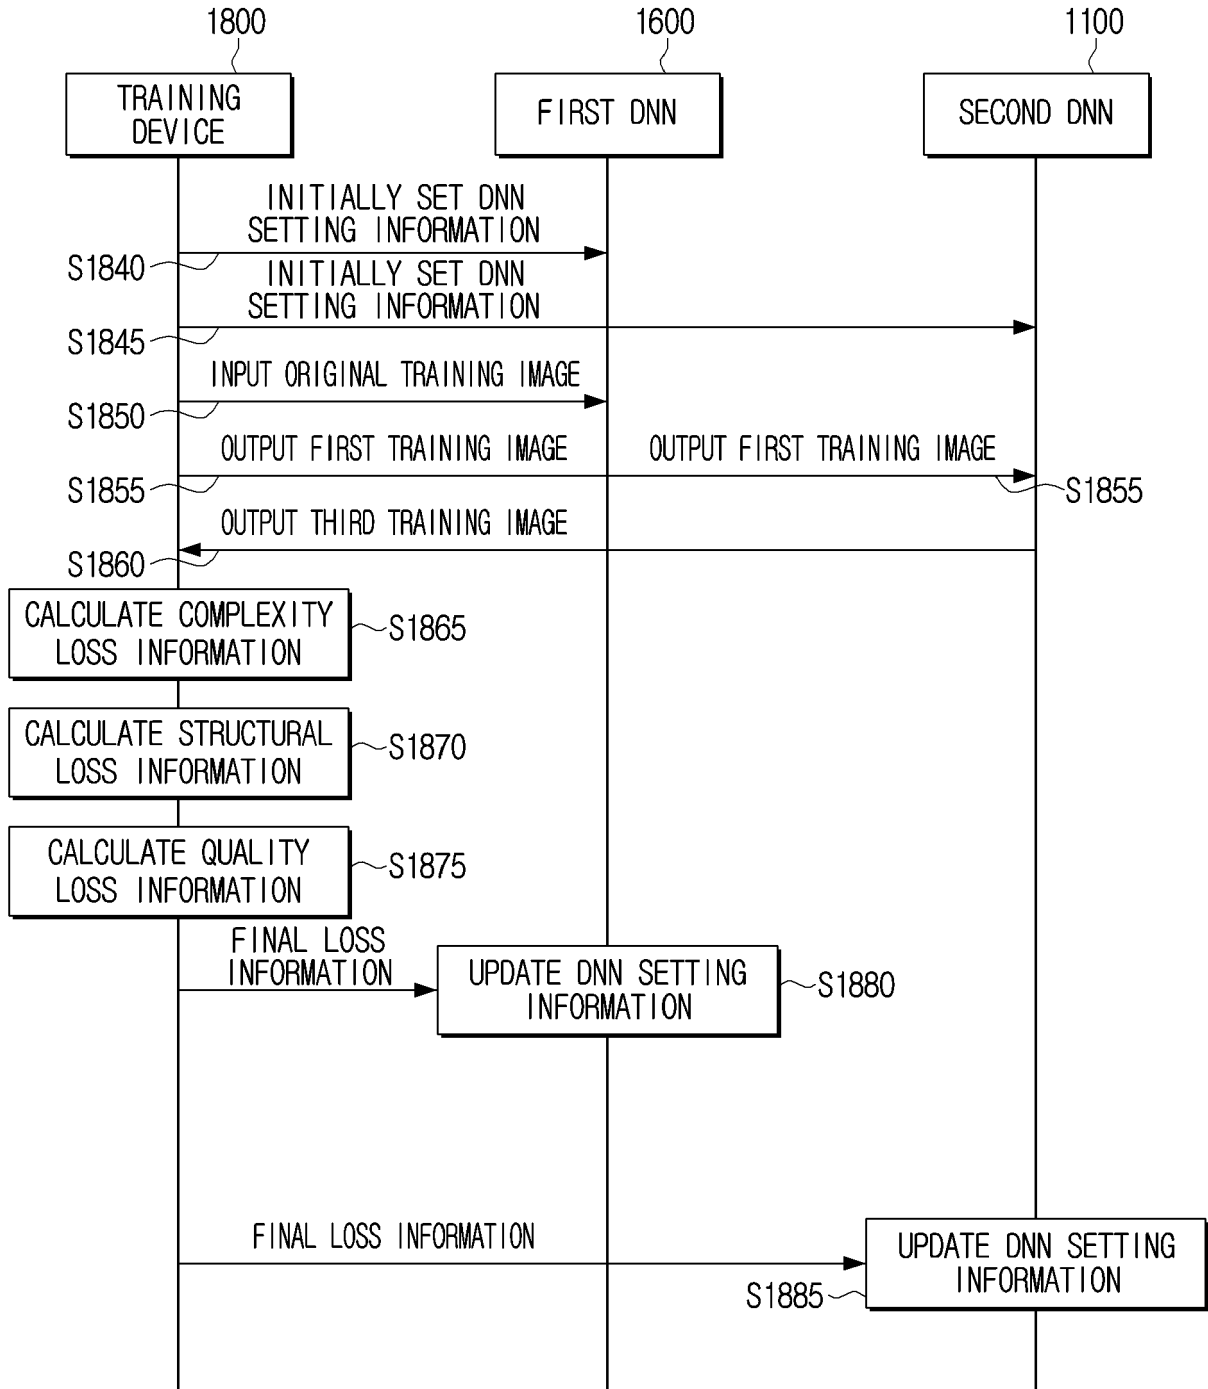 1800
1600
1100
TRAINING
DEVICE
FIRST DNN
SECOND DNN
INITIALLY SET DNN
SETTING INFORMATION
S1840
INITIALLY SET DNN
SETTING INFORMATION
S1845
INPUT ORIGINAL TRAINING IMAGE
S1850
OUTPUT FIRST TRAINING IMAGE
OUTPUT FIRST TRAINING IMAGE
S1855
S1855
OUTPUT THIRD TRAINING IMAGE
S1860
CALCULATE COMPLEXITY
LOSS INFORMATION
S1865
CALCULATE STRUCTURAL
LOSS INFORMATION
S1870
CALCULATE QUALITY
LOSS INFORMATION
S1875
FINAL LOSS
INFORMATION
UPDATE DNN SETTING
INFORMATION
S1880
FINAL LOSS INFORMATION
UPDATE DNN SETTING
INFORMATION
S1885